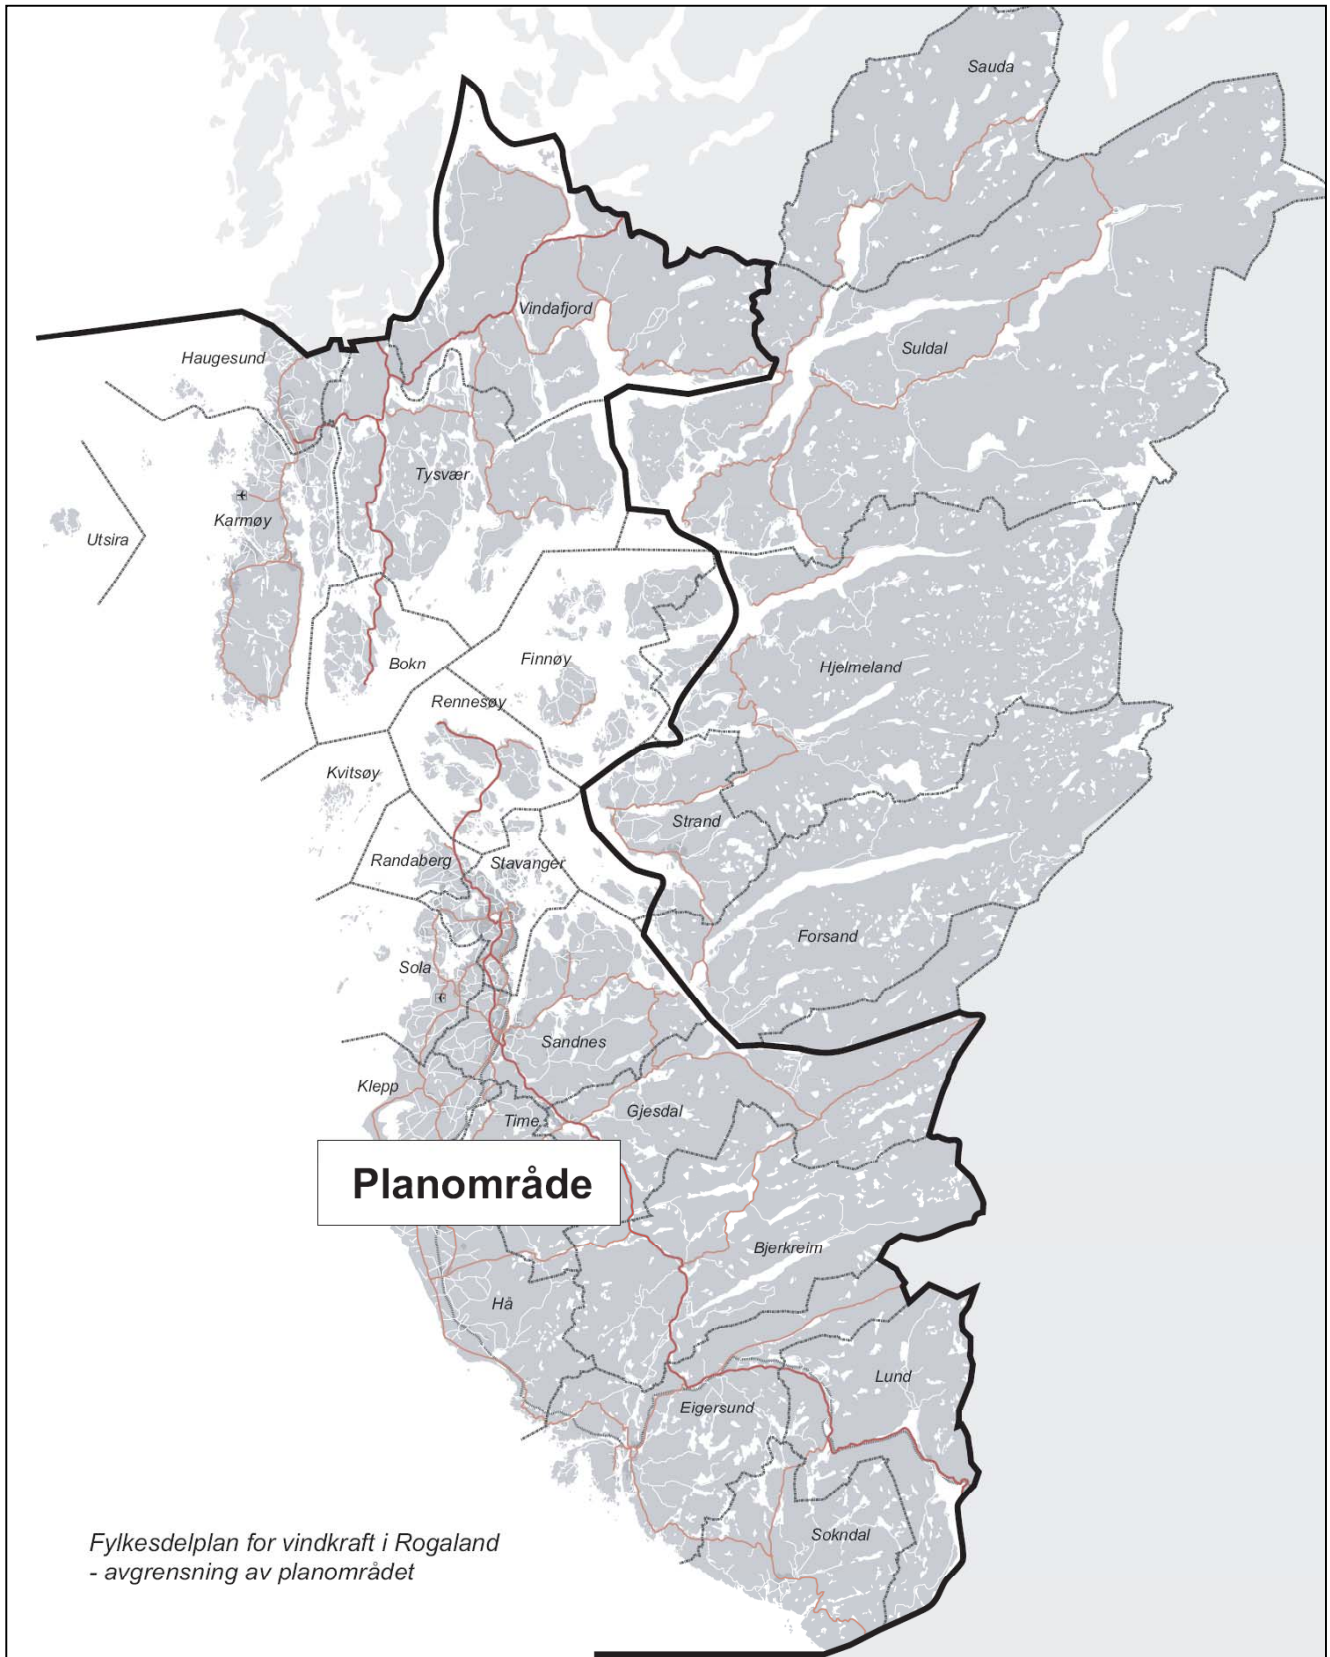 Sauda
Vindafjord
Suldal
Haugesund
Tysvær
Karmøy
Utsira
Bokn
Finnøy
Hjelmeland
Rennesøy
Kvitsøy
Strand
Randaberg
Stavanger
Forsand
Sola
Sandnes
Klepp
Gjesdal
Time
Planområde
Bjerkreim
Hå
Lund
Eigersund
Sokndal
Fylkesdelplan for vindkraft i Rogaland
- avgrensning av planområdet